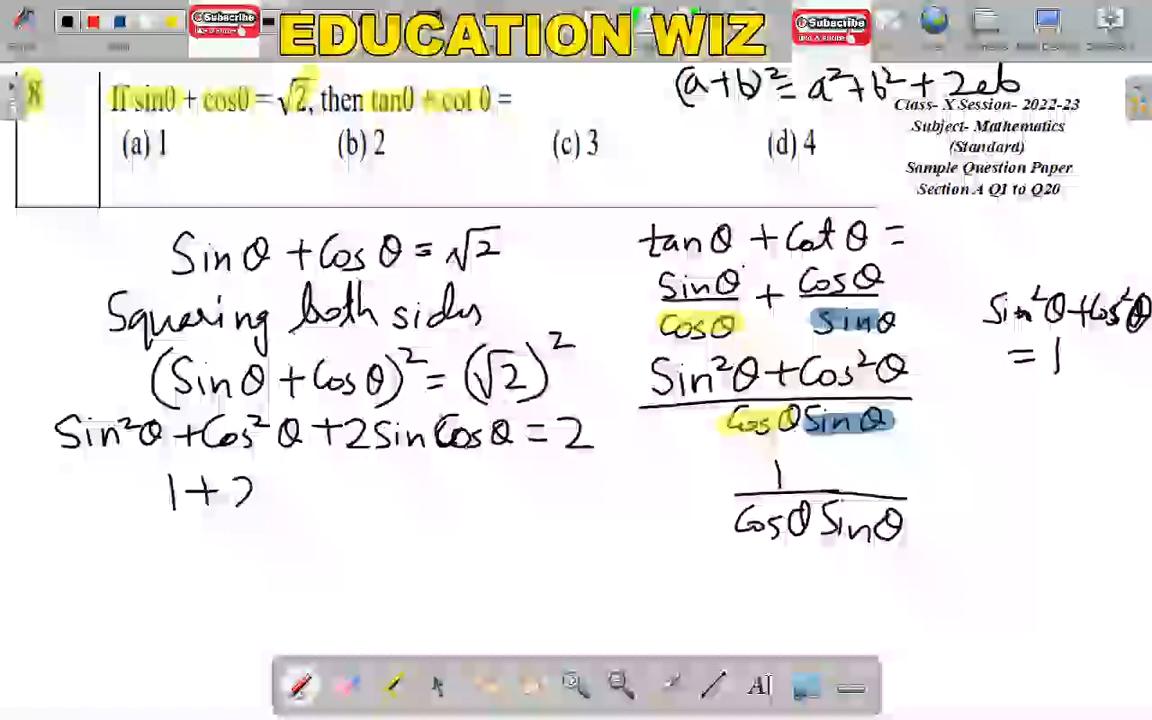 Subscribe
EDUCATION WIZ
Subscribe
(a+b)² = a² + b² + 2ab
8 If sinθ + cosθ = √2, then tanθ + cot θ =
(a) 1 (b) 2 (c) 3 (d) 4
Class- X Session- 2022-23
Subject- Mathematics
(Standard)
Sample Question Paper
Section A Q1 to Q20
Sinθ + Cosθ = √2
Squaring both sides
(Sinθ + Cosθ)² = (√2)²
Sin²θ + Cos²θ + 2SinCosθ = 2
1 + 2
tanθ + Cotθ =
Sinθ/Cosθ + Cosθ/Sinθ
Sin²θ + Cos²θ
CosθSinθ
1
CosθSinθ
Sin²θ + Cos²θ
= 1
A